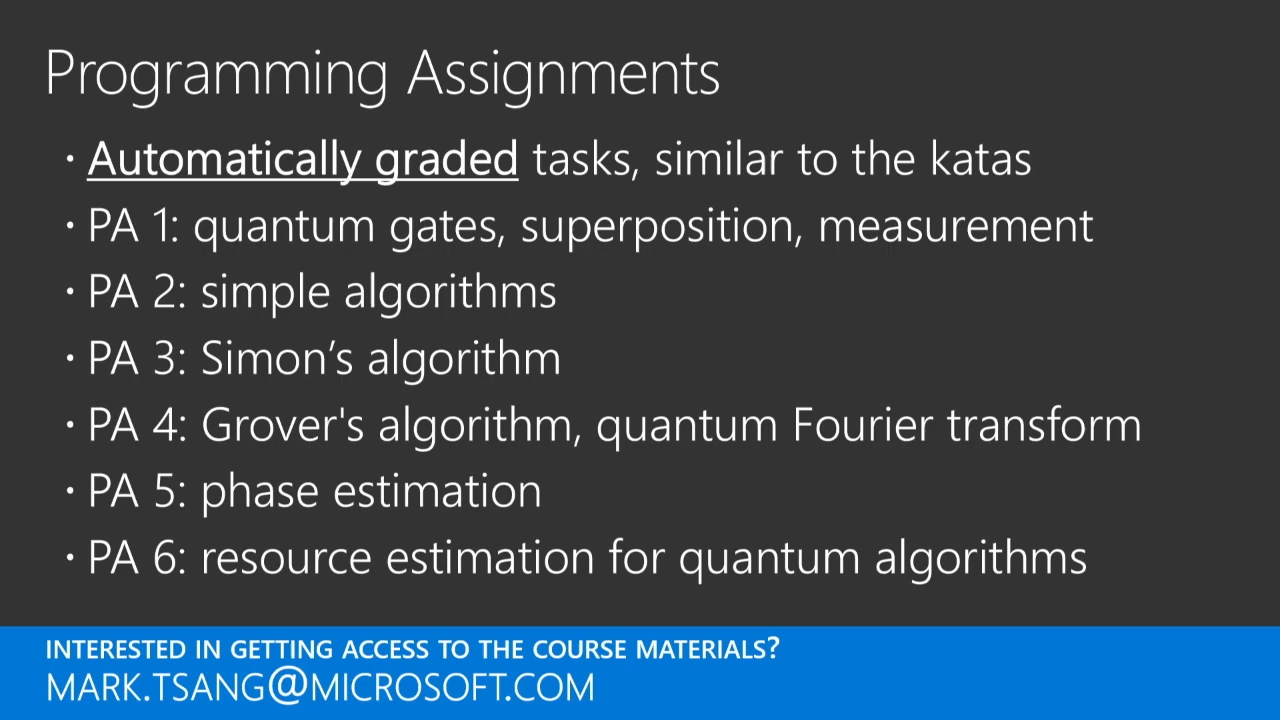 Programming Assignments
· Automatically graded tasks, similar to the katas
· PA 1: quantum gates, superposition, measurement
· PA 2: simple algorithms
· PA 3: Simon’s algorithm
· PA 4: Grover's algorithm, quantum Fourier transform
· PA 5: phase estimation
· PA 6: resource estimation for quantum algorithms
INTERESTED IN GETTING ACCESS TO THE COURSE MATERIALS?
MARK.TSANG@MICROSOFT.COM